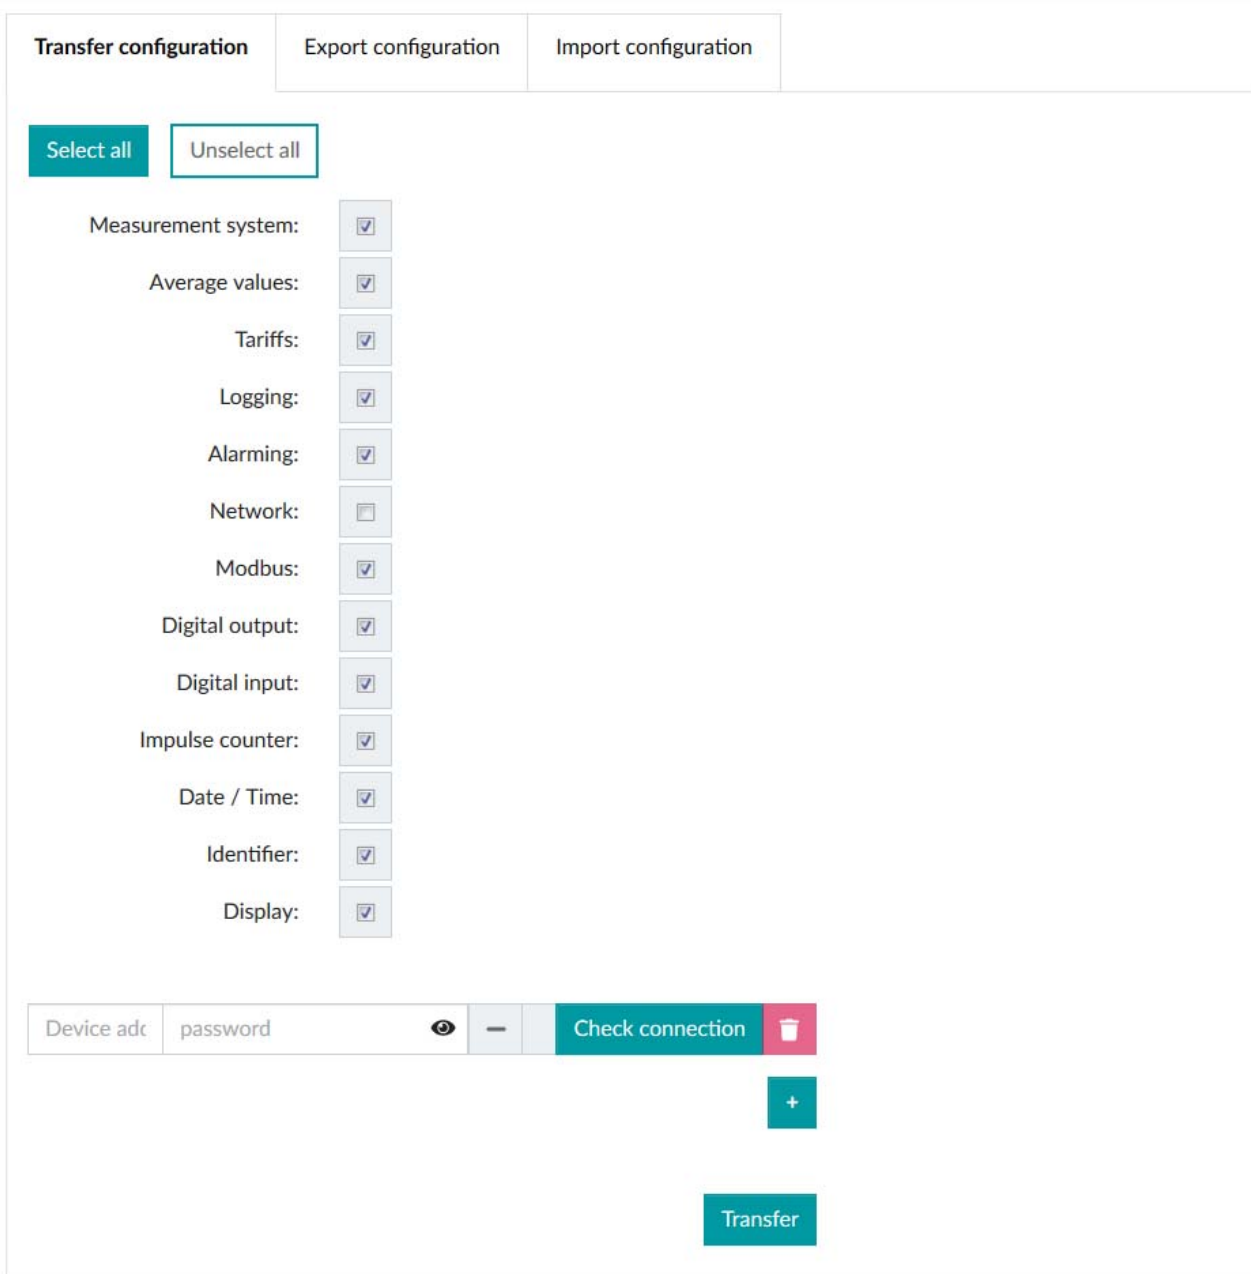 Transfer configuration Export configuration Import configuration
Select all Unselect all
Measurement system:
Average values:
Tariffs:
Logging:
Alarming:
Network:
Modbus:
Digital output:
Digital input:
Impulse counter:
Date / Time:
Identifier:
Display:
Device adc password Check connection
+
Transfer